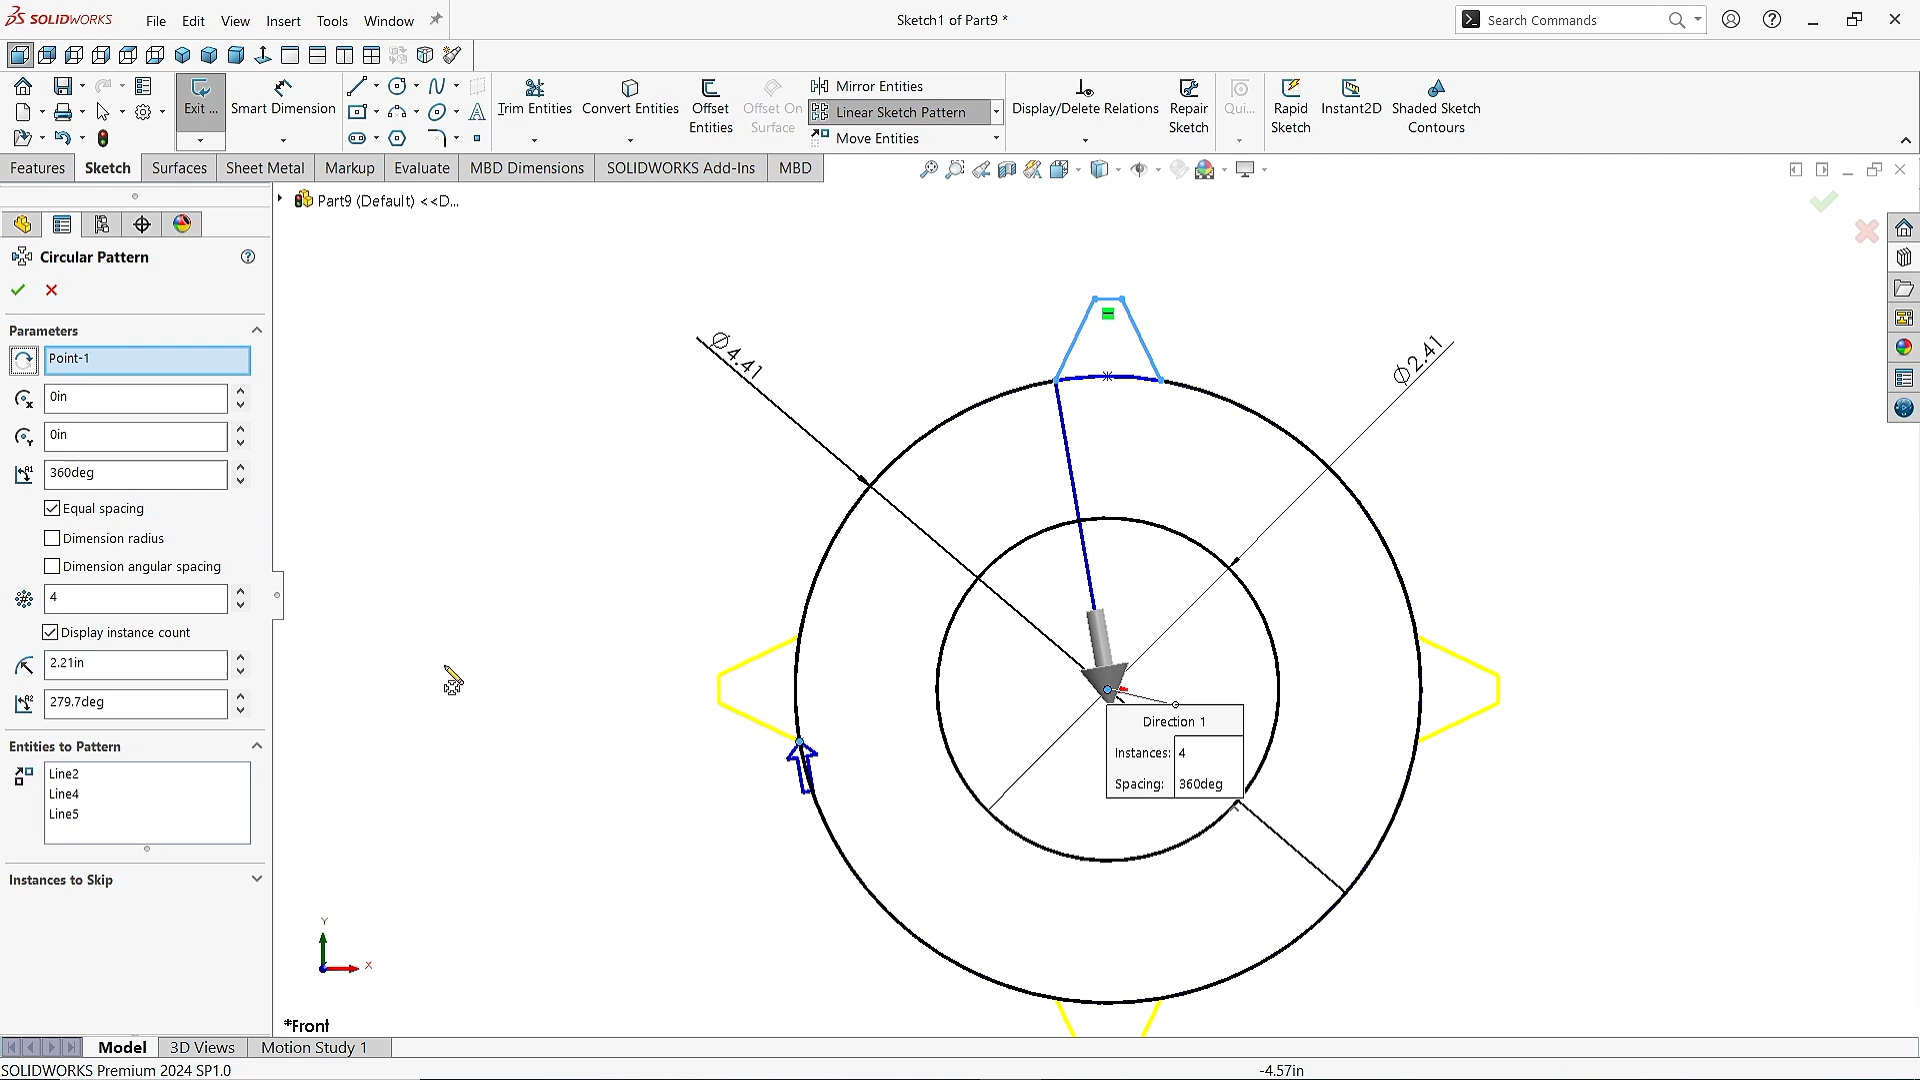 SOLIDWORKS File Edit View Insert Tools Window Sketch1 of Part9 * Search Commands
Exit ... Smart Dimension Trim Entities Convert Entities Offset Entities Offset On Surface Mirror Entities
Linear Sketch Pattern
Move Entities
Display/Delete Relations Repair Sketch Qui... Rapid Sketch Instant2D Shaded Sketch Contours
Features Sketch Surfaces Sheet Metal Markup Evaluate MBD Dimensions SOLIDWORKS Add-Ins MBD
Part9 (Default) <<D...
Circular Pattern
Parameters
Point-1
0in
0in
360deg
Equal spacing
Dimension radius
Dimension angular spacing
4
Display instance count
2.21in
279.7deg
Entities to Pattern
Line2
Line4
Line5
Instances to Skip
∅4.41
∅2.41
Direction 1
Instances: 4
Spacing: 360deg
Y
X
*Front
Model 3D Views Motion Study 1
SOLIDWORKS Premium 2024 SP1.0 -4.57in